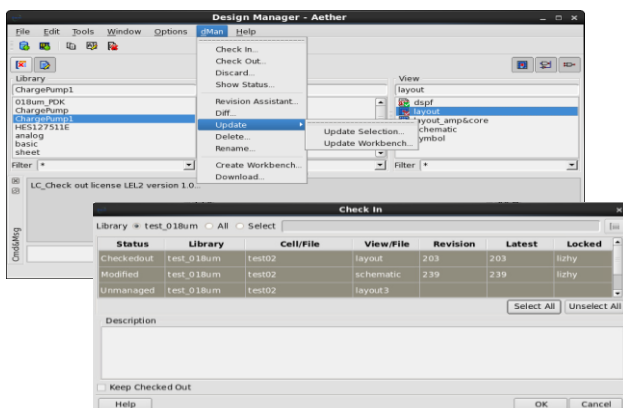 Design Manager - Aether
File Edit Tools Window Options dMan Help
Check In...
Check Out...
Discard...
Show Status...
Revision Assistant...
Diff...
Update
Delete...
Rename...
Create Workbench...
Download...
Update Selection...
Update Workbench...
Library
ChargePump1
018um_PDK
ChargePump
ChargePump1
HES127511E
analog
basic
sheet
Filter *
View
layout
dspf
layout
layout_amp&core
schematic
symbol
Filter *
LC_Check out license LEL2 version 1.0...
Cmd&Msg
Check In
Library test_018um All Select
Status Library Cell/File View/File Revision Latest Locked
Checkedout test_018um test02 layout 203 203 lizhy
Modified test_018um test02 schematic 239 239 lizhy
Unmanaged test_018um test02 layout3
Select All Unselect All
Description
Keep Checked Out
Help OK Cancel